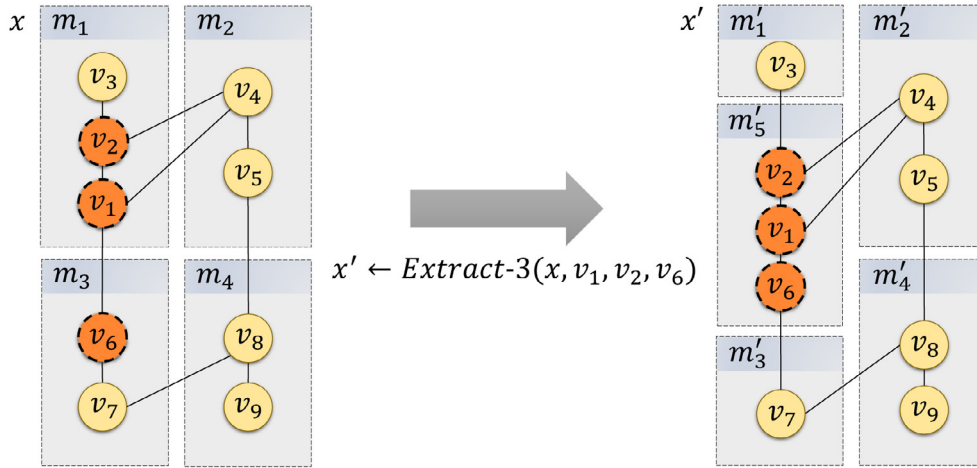 x m₁ m₂
v₃
v₄
v₂
v₅
v₁
m₃ m₄
v₆ v₈
v₇ v₉
x′ ← Extract-3(x, v₁, v₂, v₆)
x′ m′₁ m′₂
v₃
v₄
m′₅
v₂ v₅
v₁
v₆
m′₄
m′₃ v₈
v₇ v₉